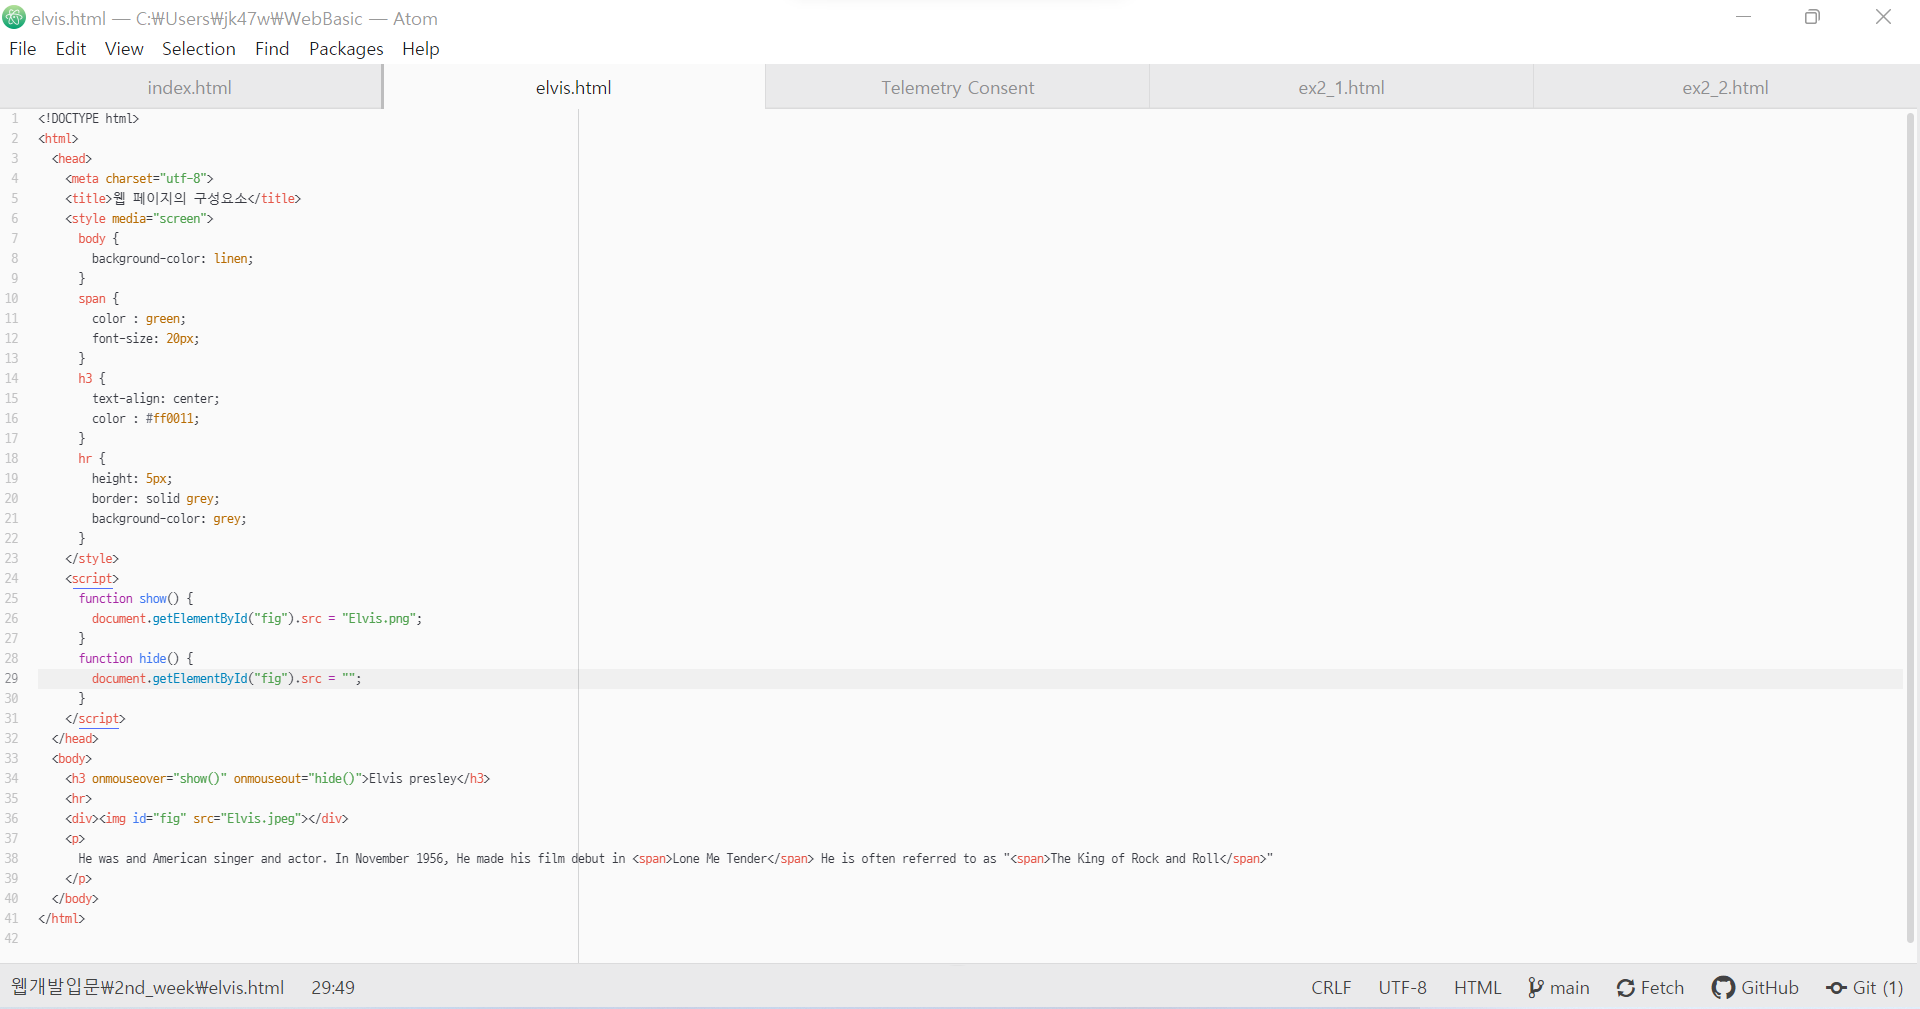 elvis.html — C:₩Users₩jk47w₩WebBasic — Atom
File Edit View Selection Find Packages Help
index.html elvis.html Telemetry Consent ex2_1.html ex2_2.html
1 <!DOCTYPE html>
2 <html>
3 <head>
4 <meta charset="utf-8">
5 <title>웹 페이지의 구성요소</title>
6 <style media="screen">
7 body {
8 background-color: linen;
9 }
10 span {
11 color : green;
12 font-size: 20px;
13 }
14 h3 {
15 text-align: center;
16 color : #ff0011;
17 }
18 hr {
19 height: 5px;
20 border: solid grey;
21 background-color: grey;
22 }
23 </style>
24 <script>
25 function show() {
26 document.getElementById("fig").src = "Elvis.png";
27 }
28 function hide() {
29 document.getElementById("fig").src = "";
30 }
31 </script>
32 </head>
33 <body>
34 <h3 onmouseover="show()" onmouseout="hide()">Elvis presley</h3>
35 <hr>
36 <div><img id="fig" src="Elvis.jpeg"></div>
37 <p>
38 He was and American singer and actor. In November 1956, He made his film debut in <span>Lone Me Tender</span> He is often referred to as "<span>The King of Rock and Roll</span>"
39 </p>
40 </body>
41 </html>
42
웹개발입문₩2nd_week₩elvis.html 29:49 CRLF UTF-8 HTML main Fetch GitHub Git (1)